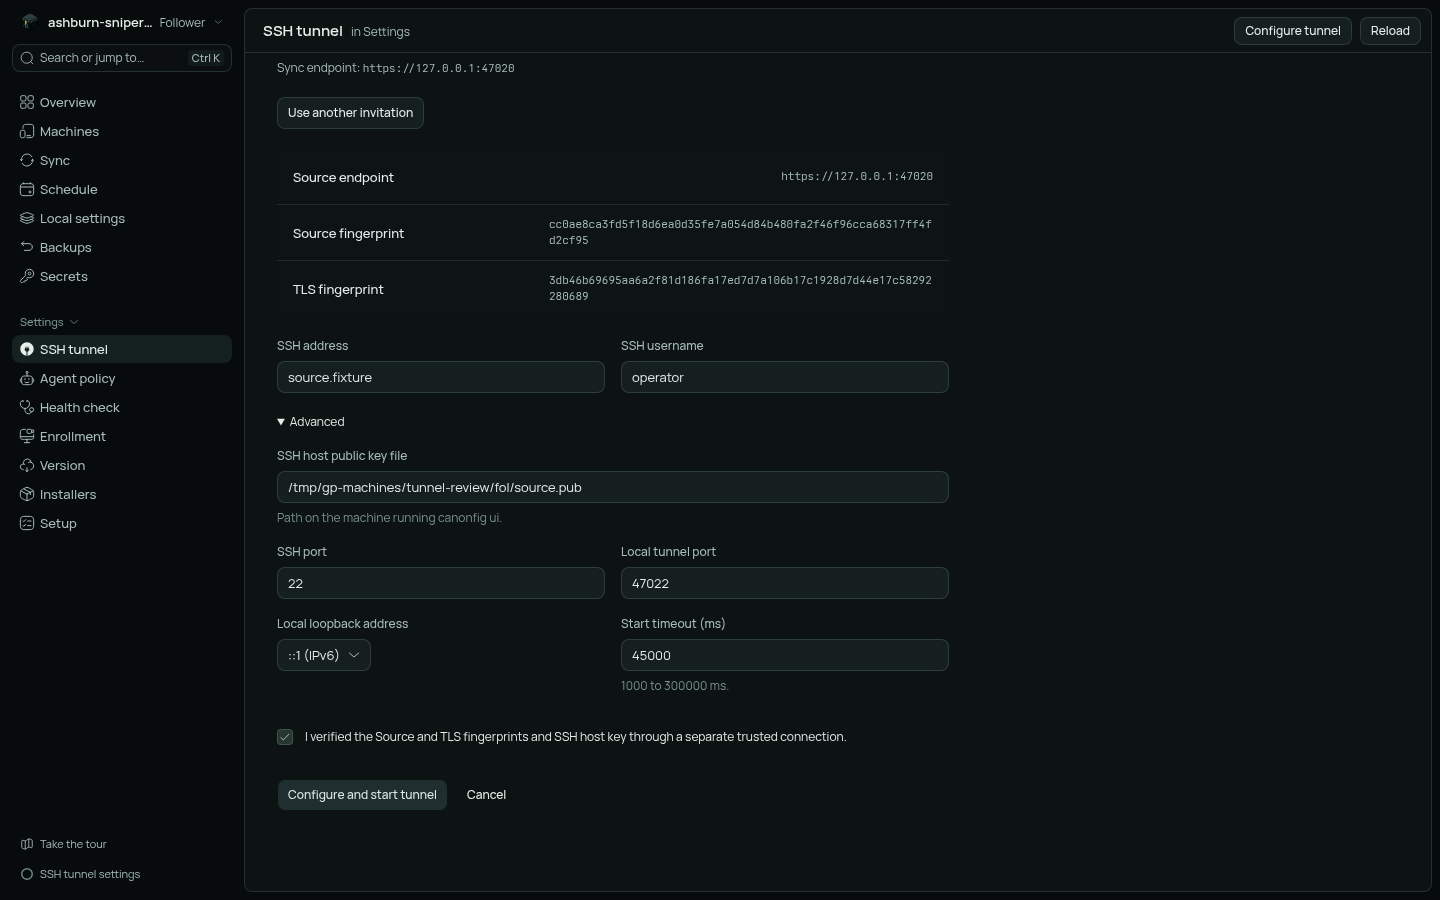 ashburn-sniper... Follower
Search or jump to... Ctrl K
Overview
Machines
Sync
Schedule
Local settings
Backups
Secrets
Settings
SSH tunnel
Agent policy
Health check
Enrollment
Version
Installers
Setup
Take the tour
SSH tunnel settings
SSH tunnel in Settings
Configure tunnel
Reload
Sync endpoint: https://127.0.0.1:47020
Use another invitation
Source endpoint https://127.0.0.1:47020
Source fingerprint cc0ae8ca3fd5f18d6ea0d35fe7a054d84b480fa2f46f96cca68317ff4f
d2cf95
TLS fingerprint 3db46b69695aa6a2f81d186fa17ed7d7a106b17c1928d7d44e17c58292
280689
SSH address SSH username
source.fixture operator
Advanced
SSH host public key file
/tmp/gp-machines/tunnel-review/fol/source.pub
Path on the machine running canonfig ui.
SSH port Local tunnel port
22 47022
Local loopback address Start timeout (ms)
::1 (IPv6) 45000
1000 to 300000 ms.
I verified the Source and TLS fingerprints and SSH host key through a separate trusted connection.
Configure and start tunnel Cancel